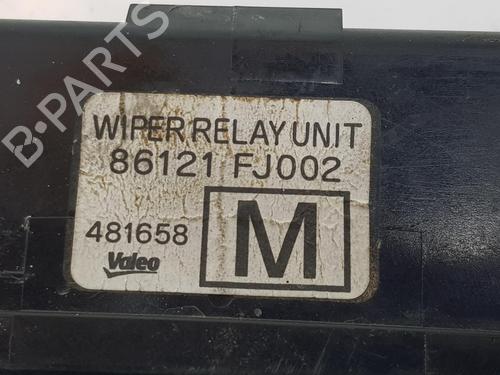 B-PARTS
WIPER RELAY UNIT
86121 FJ002
481658
Valeo
M